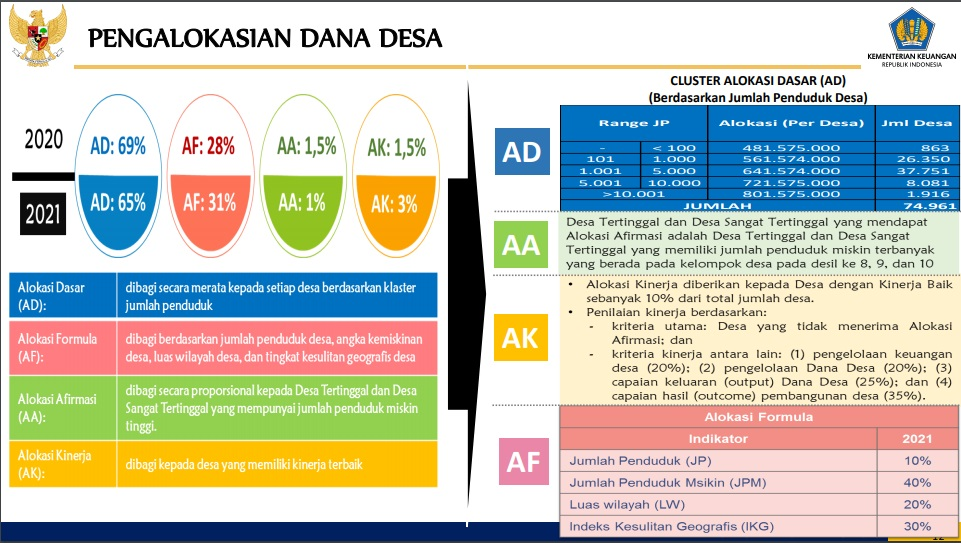 PENGALOKASIAN DANA DESA
KEMENTERIAN KEUANGAN
REPUBLIK INDONESIA
2020
AD: 69%
AF: 28%
AA: 1,5%
AK: 1,5%
2021
AD: 65%
AF: 31%
AA: 1%
AK: 3%
Alokasi Dasar
(AD):
dibagi secara merata kepada setiap desa berdasarkan klaster
jumlah penduduk
Alokasi Formula
(AF):
dibagi berdasarkan jumlah penduduk desa, angka kemiskinan
desa, luas wilayah desa, dan tingkat kesulitan geografis desa
Alokasi Afirmasi
(AA):
dibagi secara proporsional kepada Desa Tertinggal dan Desa
Sangat Tertinggal yang mempunyai jumlah penduduk miskin
tinggi.
Alokasi Kinerja
(AK):
dibagi kepada desa yang memiliki kinerja terbaik
CLUSTER ALOKASI DASAR (AD)
(Berdasarkan Jumlah Penduduk Desa)
AD
Range JP Alokasi (Per Desa) Jml Desa
- < 100 481.575.000 863
101 1.000 561.574.000 26.350
1.001 5.000 641.574.000 37.751
5.001 10.000 721.575.000 8.081
>10.001 801.575.000 1.916
JUMLAH 74.961
AA
Desa Tertinggal dan Desa Sangat Tertinggal yang mendapat
Alokasi Afirmasi adalah Desa Tertinggal dan Desa Sangat
Tertinggal yang memiliki jumlah penduduk miskin terbanyak
yang berada pada kelompok desa pada desil ke 8, 9, dan 10
AK
• Alokasi Kinerja diberikan kepada Desa dengan Kinerja Baik
sebanyak 10% dari total jumlah desa.
• Penilaian kinerja berdasarkan:
- kriteria utama: Desa yang tidak menerima Alokasi
Afirmasi; dan
- kriteria kinerja antara lain: (1) pengelolaan keuangan
desa (20%); (2) pengelolaan Dana Desa (20%); (3)
capaian keluaran (output) Dana Desa (25%); dan (4)
capaian hasil (outcome) pembangunan desa (35%).
AF
Alokasi Formula
Indikator 2021
Jumlah Penduduk (JP) 10%
Jumlah Penduduk Msikin (JPM) 40%
Luas wilayah (LW) 20%
Indeks Kesulitan Geografis (IKG) 30%